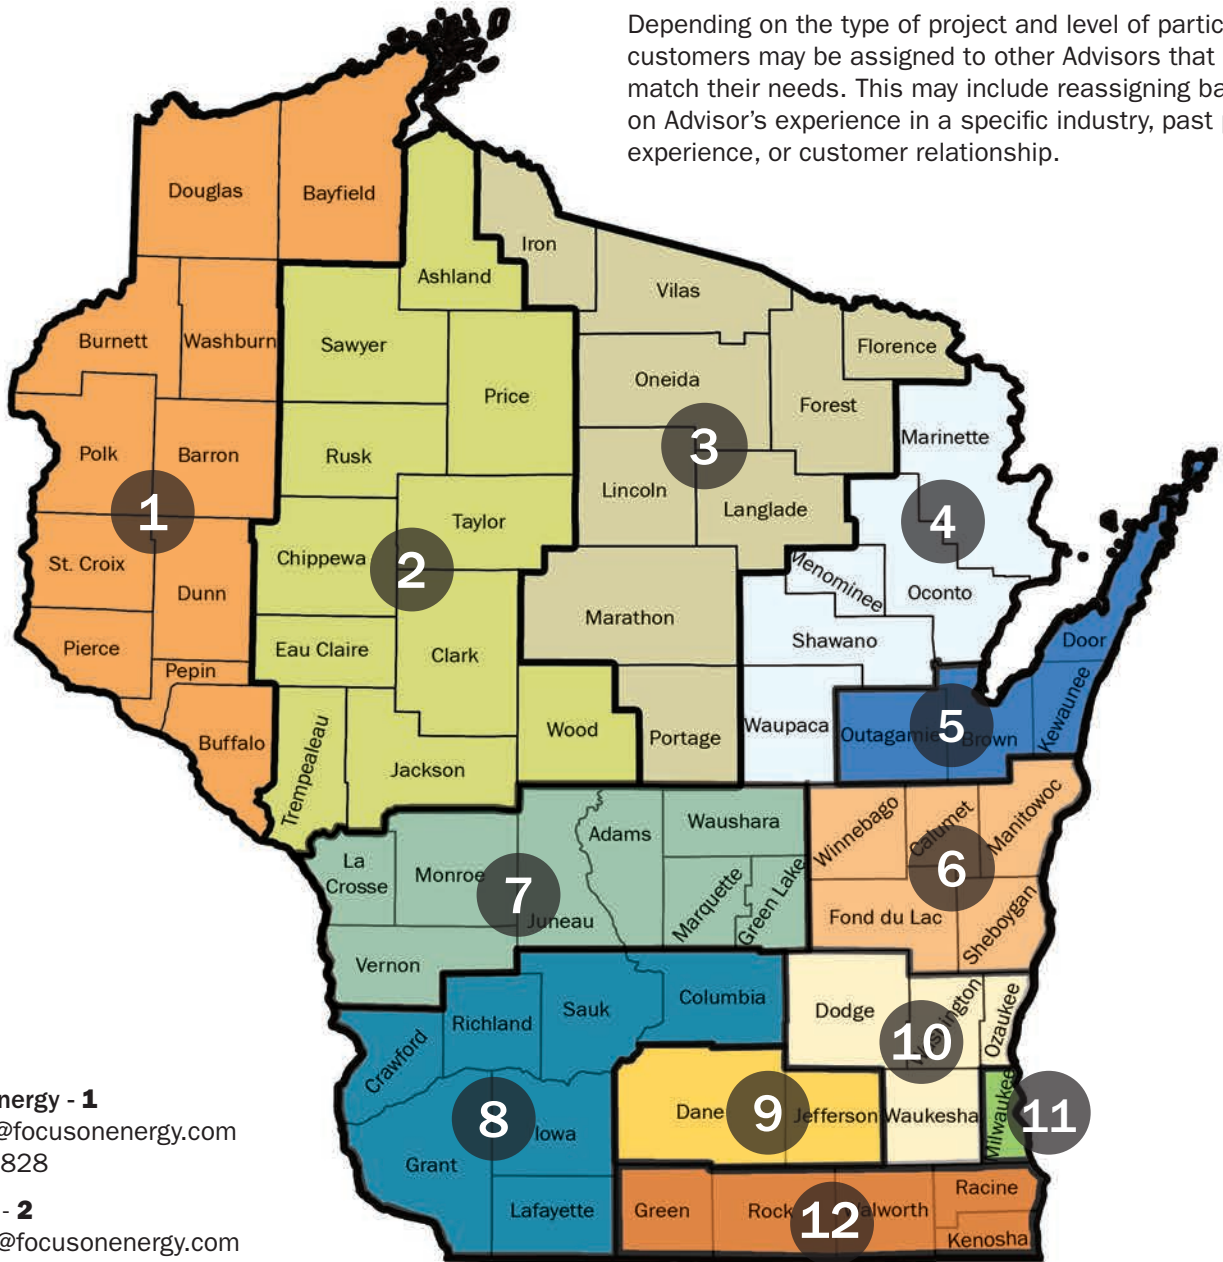 Depending on the type of project and level of partic
customers may be assigned to other Advisors that
match their needs. This may include reassigning ba
on Advisor's experience in a specific industry, past
experience, or customer relationship.
Douglas
Bayfield
Iron
Ashland
Vilas
Burnett
Washburn
Sawyer
Florence
Oneida
Price
Forest
Marinette
Polk
Barron
Rusk
3
Lincoln
Langlade
1
Taylor
4
Chippewa
2
St. Croix
Menominee
Dunn
Oconto
Marathon
Pierce
Eau Claire
Clark
Shawano
Door
Pepin
Kewaunee
Buffalo
Trempealeau
Wood
Portage
Waupaca
Outagamie
5
Brown
Jackson
Adams
Waushara
Winnebago
Calumet
Manitowoc
La
Crosse
Monroe
7
Juneau
Marquette
Green Lake
6
Fond du Lac
Sheboygan
Vernon
Columbia
Sauk
Richland
Dodge
Washington
Ozaukee
10
Crawford
8
Iowa
Dane
9
Jefferson
Waukesha
Milwaukee
11
Grant
Lafayette
Green
Rock
12
Walworth
Racine
Kenosha
nergy - 1
@focusonenergy.com
828
- 2
@focusonenergy.com